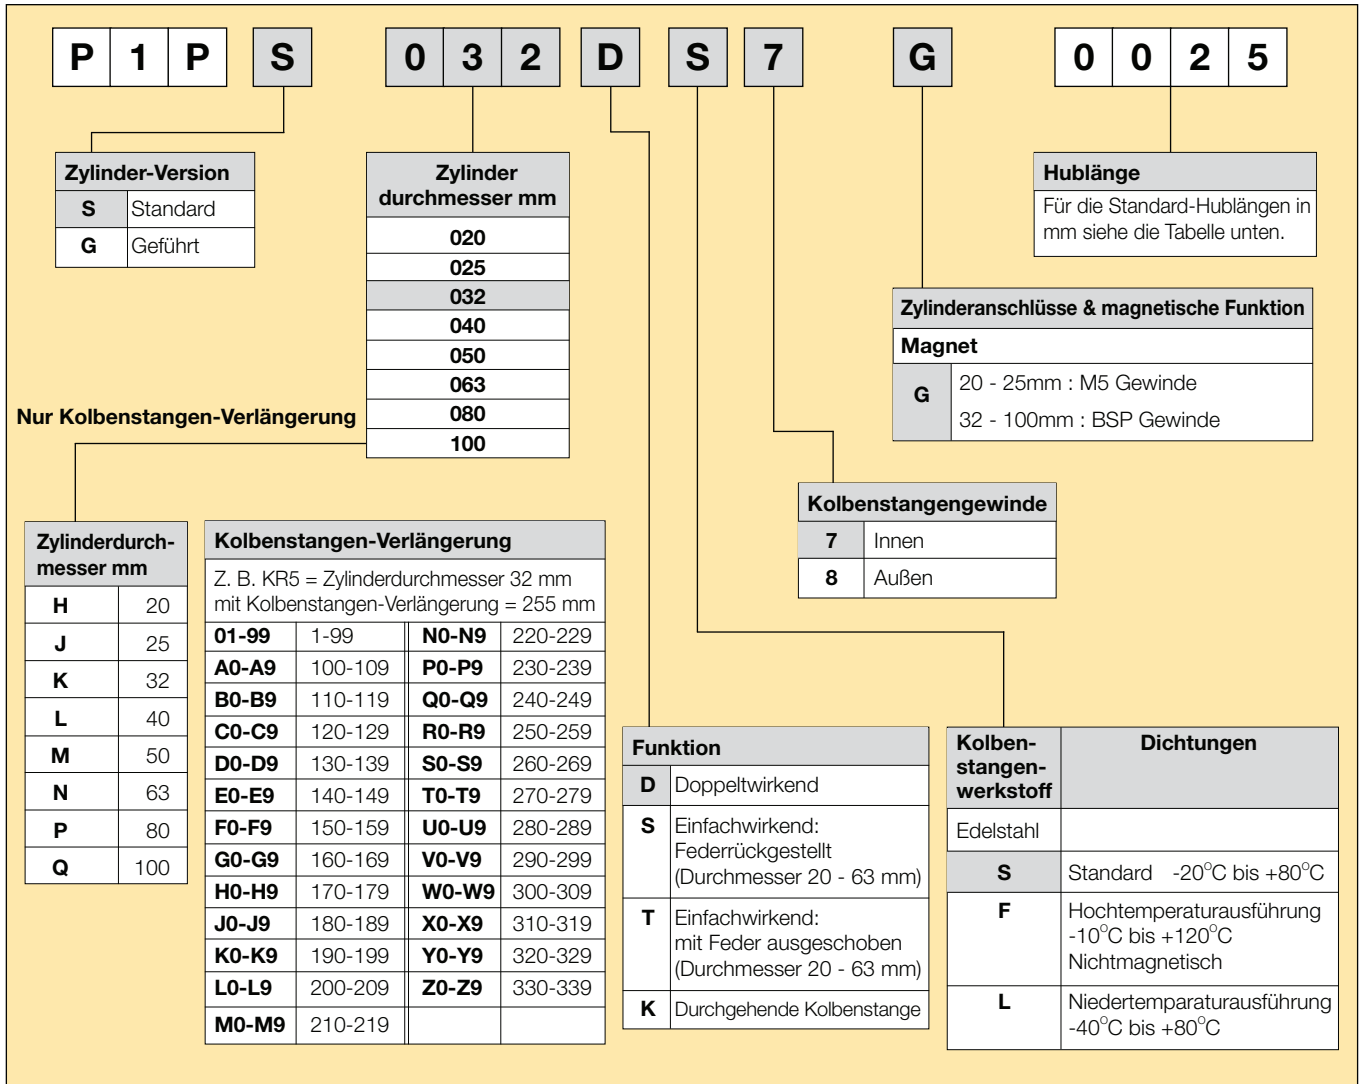 P 1 P S 0 3 2 D S 7 G 0 0 2 5
Zylinder-Version
S Standard
G Geführt
Zylinder
durchmesser mm
020
025
032
040
050
063
080
100
Hublänge
Für die Standard-Hublängen in
mm siehe die Tabelle unten.
Zylinderanschlüsse & magnetische Funktion
Magnet
G 20 - 25mm : M5 Gewinde
32 - 100mm : BSP Gewinde
Nur Kolbenstangen-Verlängerung
Kolbenstangengewinde
7 Innen
8 Außen
Zylinderdurch-
messer mm
H 20
J 25
K 32
L 40
M 50
N 63
P 80
Q 100
Kolbenstangen-Verlängerung
Z. B. KR5 = Zylinderdurchmesser 32 mm
mit Kolbenstangen-Verlängerung = 255 mm
01-99 1-99 N0-N9 220-229
A0-A9 100-109 P0-P9 230-239
B0-B9 110-119 Q0-Q9 240-249
C0-C9 120-129 R0-R9 250-259
D0-D9 130-139 S0-S9 260-269
E0-E9 140-149 T0-T9 270-279
F0-F9 150-159 U0-U9 280-289
G0-G9 160-169 V0-V9 290-299
H0-H9 170-179 W0-W9 300-309
J0-J9 180-189 X0-X9 310-319
K0-K9 190-199 Y0-Y9 320-329
L0-L9 200-209 Z0-Z9 330-339
M0-M9 210-219
Funktion
D Doppeltwirkend
S Einfachwirkend:
Federrückgestellt
(Durchmesser 20 - 63 mm)
T Einfachwirkend:
mit Feder ausgeschoben
(Durchmesser 20 - 63 mm)
K Durchgehende Kolbenstange
Kolben-
stangen-
werkstoff
Dichtungen
Edelstahl
S Standard -20°C bis +80°C
F Hochtemperaturausführung
-10°C bis +120°C
Nichtmagnetisch
L Niedertemparaturausführung
-40°C bis +80°C